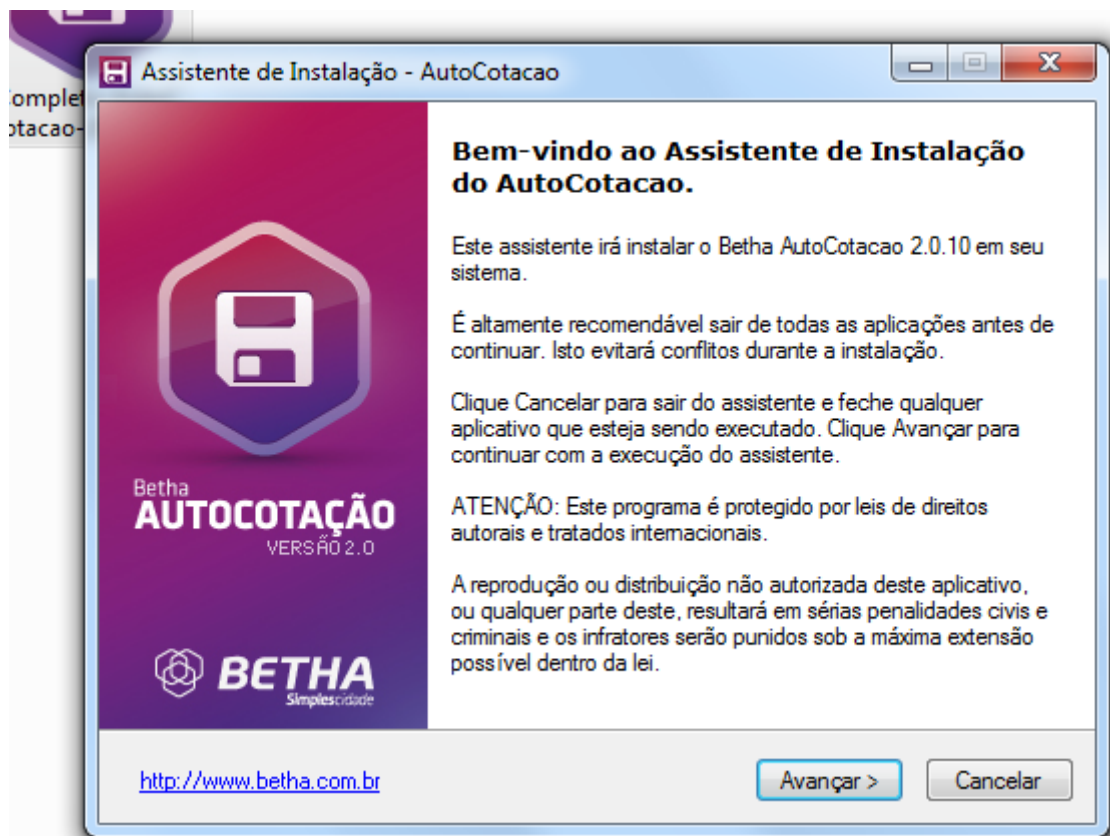 Assistente de Instalação - AutoCotacao
Bem-vindo ao Assistente de Instalação
do AutoCotacao.
Este assistente irá instalar o Betha AutoCotacao 2.0.10 em seu
sistema.
É altamente recomendável sair de todas as aplicações antes de
continuar. Isto evitará conflitos durante a instalação.
Clique Cancelar para sair do assistente e feche qualquer
aplicativo que esteja sendo executado. Clique Avançar para
continuar com a execução do assistente.
ATENÇÃO: Este programa é protegido por leis de direitos
autorais e tratados internacionais.
A reprodução ou distribuição não autorizada deste aplicativo,
ou qualquer parte deste, resultará em sérias penalidades civis e
criminais e os infratores serão punidos sob a máxima extensão
possível dentro da lei.
Betha
AUTOCOTAÇÃO
VERSÃO 2.0
BETHA
Simplescidade
http://www.betha.com.br
Avançar >
Cancelar